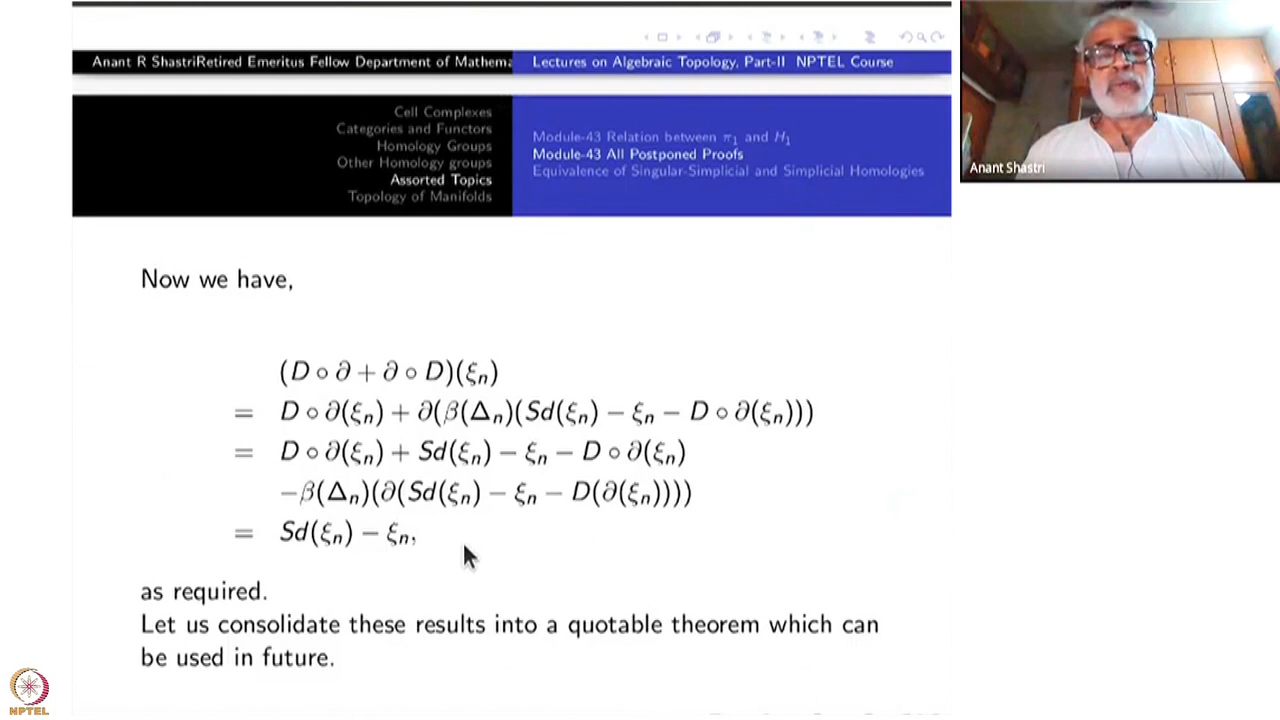 Anant R ShastriRetired Emeritus Fellow Department of Mathema
Lectures on Algebraic Topology, Part-II NPTEL Course
Cell Complexes
Categories and Functors
Homology Groups
Other Homology groups
Assorted Topics
Topology of Manifolds
Module-43 Relation between π₁ and H₁
Module-43 All Postponed Proofs
Equivalence of Singular-Simplicial and Simplicial Homologies
Anant Shastri
Now we have,
(D ∘ ∂ + ∂ ∘ D)(ξₙ)
= D ∘ ∂(ξₙ) + ∂(β(Δₙ)(Sd(ξₙ) − ξₙ − D ∘ ∂(ξₙ)))
= D ∘ ∂(ξₙ) + Sd(ξₙ) − ξₙ − D ∘ ∂(ξₙ)
−β(Δₙ)(∂(Sd(ξₙ) − ξₙ − D(∂(ξₙ))))
= Sd(ξₙ) − ξₙ,
as required.
Let us consolidate these results into a quotable theorem which can
be used in future.
NPTEL